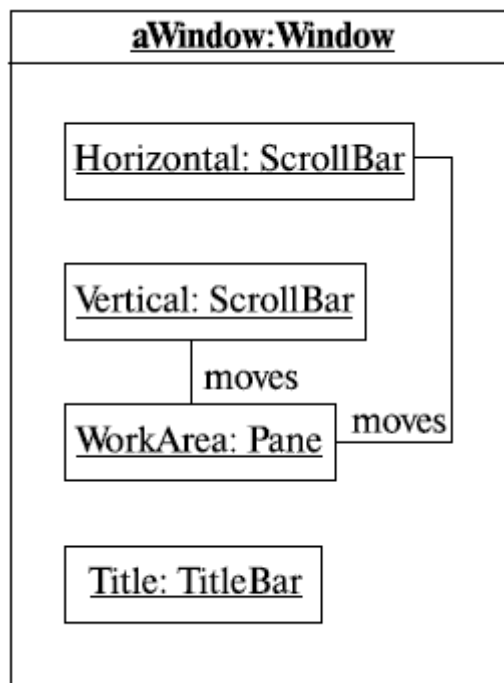 aWindow:Window
Horizontal: ScrollBar
Vertical: ScrollBar
moves
WorkArea: Pane
moves
Title: TitleBar